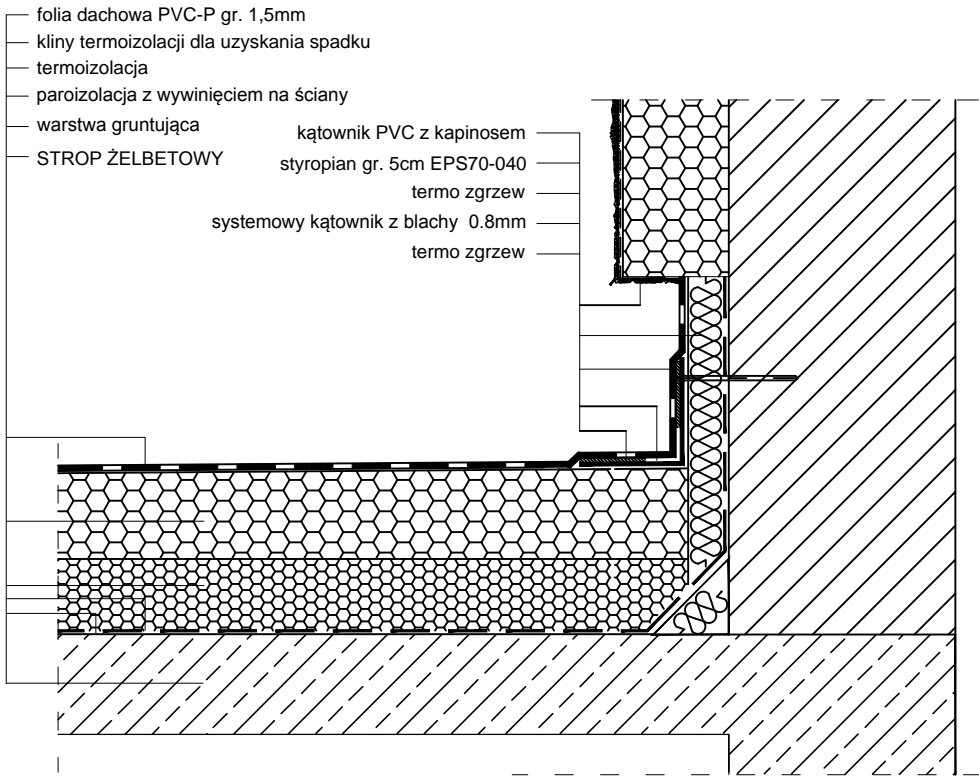 folia dachowa PVC-P gr. 1,5mm
kliny termoizolacji dla uzyskania spadku
termoizolacja
paroizolacja z wywinięciem na ściany
warstwa gruntująca
STROP ŻELBETOWY
kątownik PVC z kapinosem
styropian gr. 5cm EPS70-040
termo zgrzew
systemowy kątownik z blachy 0.8mm
termo zgrzew